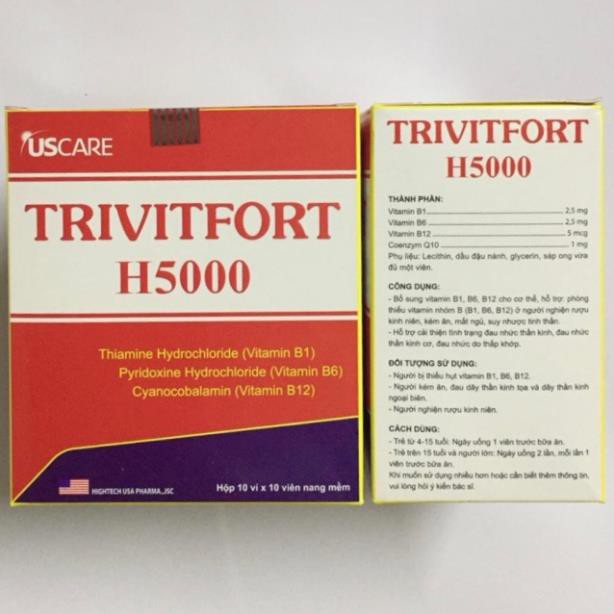 USCARE
TRIVITFORT
H5000
Thiamine Hydrochloride (Vitamin B1)
Pyridoxine Hydrochloride (Vitamin B6)
Cyanocobalamin (Vitamin B12)
HIGHTECH USA PHARMA.,JSC
Hộp 10 vỉ x 10 viên nang mềm
TRIVITFORT
H5000
THÀNH PHẦN:
Vitamin B1 2,5 mg
Vitamin B6 2,5 mg
Vitamin B12 5 mcg
Coenzym Q10 1 mg
Phụ liệu: Lecithin, dầu đậu nành, glycerin, sáp ong vừa
đủ một viên.
CÔNG DỤNG:
- Bổ sung vitamin B1, B6, B12 cho cơ thể, hỗ trợ: phòng
thiếu vitamin nhóm B (B1, B6, B12) ở người nghiện rượu
kinh niên, kém ăn, mất ngủ, suy nhược tinh thần.
- Hỗ trợ cải thiện tình trạng đau nhức thần kinh, đau nhức
thần kinh cơ, đau nhức do thấp khớp.
ĐỐI TƯỢNG SỬ DỤNG:
- Người bị thiếu hụt vitamin B1, B6, B12.
- Người kém ăn, đau dây thần kinh tọa và dây thần kinh
ngoại biên.
- Người nghiện rượu kinh niên.
CÁCH DÙNG:
- Trẻ từ 4-15 tuổi: Ngày uống 1 viên trước bữa ăn.
- Trẻ trên 15 tuổi và người lớn: Ngày uống 2 lần, mỗi lần 1
viên trước bữa ăn.
Khi muốn sử dụng nhiều hơn hoặc cần biết thêm thông tin,
vui lòng hỏi ý kiến bác sĩ.